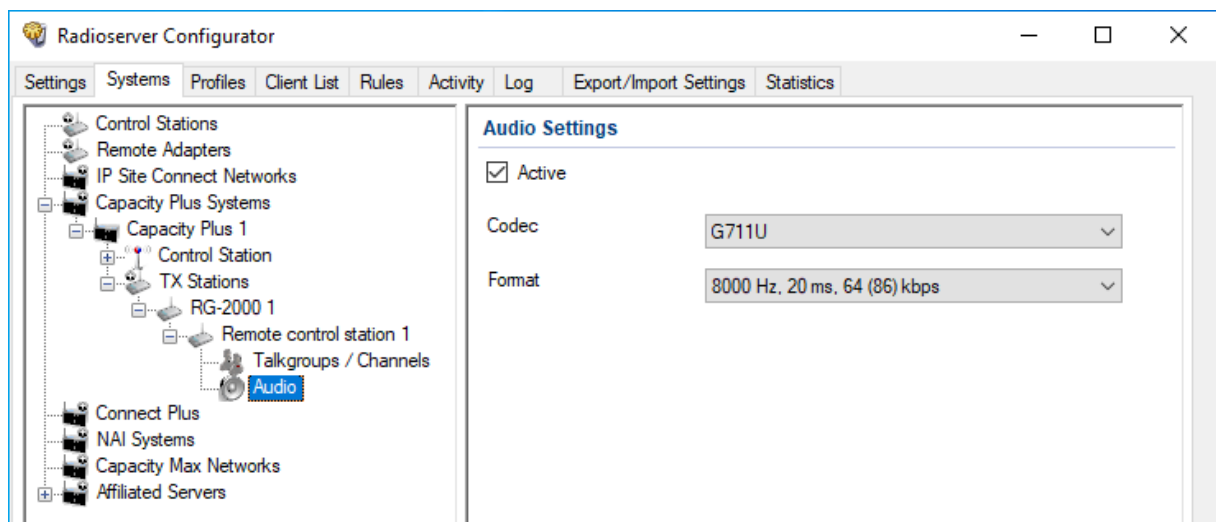 Radioserver Configurator
Settings Systems Profiles Client List Rules Activity Log Export/Import Settings Statistics
Control Stations
Remote Adapters
IP Site Connect Networks
Capacity Plus Systems
Capacity Plus 1
Control Station
TX Stations
RG-2000 1
Remote control station 1
Talkgroups / Channels
Audio
Connect Plus
NAI Systems
Capacity Max Networks
Affiliated Servers
Audio Settings
Active
Codec G711U
Format 8000 Hz, 20 ms, 64 (86) kbps